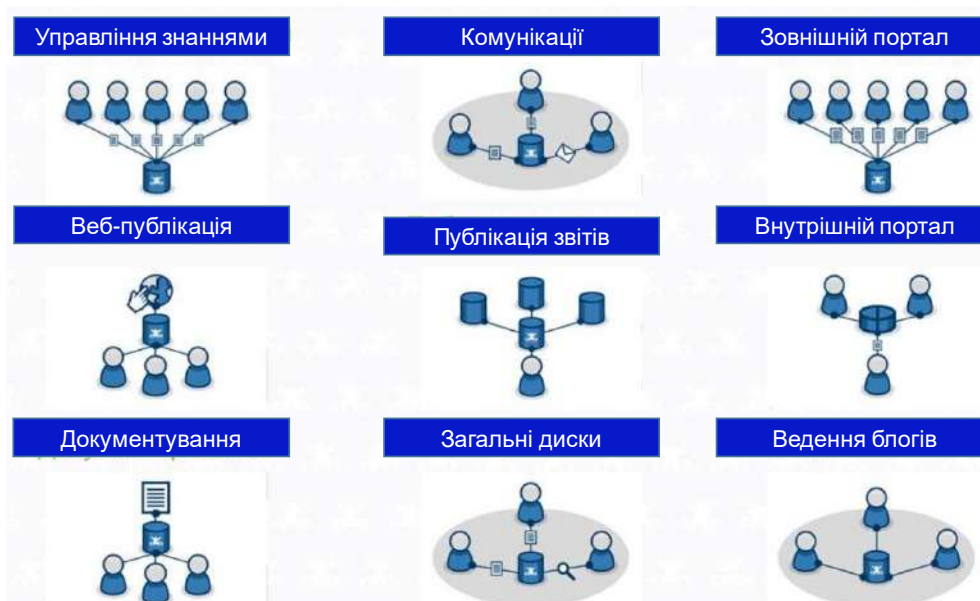 Управління знаннями
Комунікації
Зовнішній портал
Веб-публікація
Публікація звітів
Внутрішній портал
Документування
Загальні диски
Ведення блогів